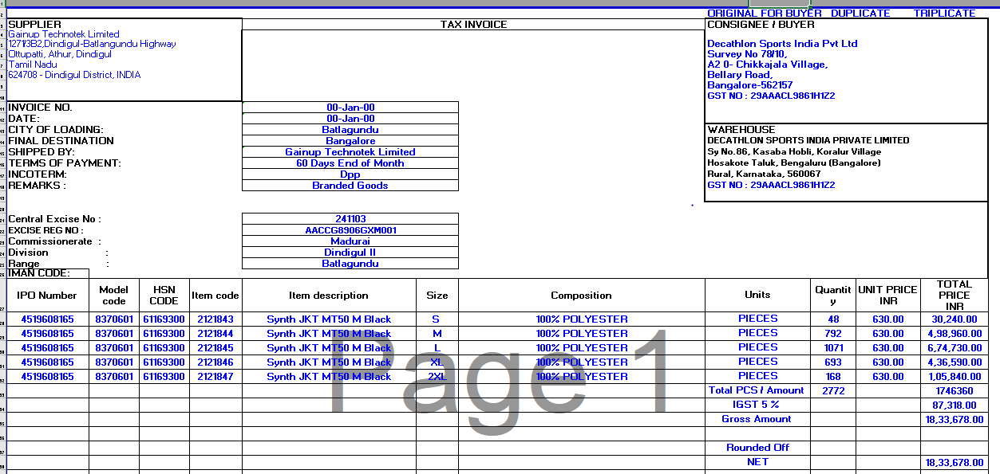 ORIGINAL FOR BUYER DUPLICATE TRIPLICATE
SUPPLIER
Gainup Technotek Limited
1271/3B2,Dindigul-Batlangundu Highway
Ottupatti, Athur, Dindigul
Tamil Nadu
624708 - Dindigul District, INDIA
TAX INVOICE
CONSIGNEE / BUYER
Decathlon Sports India Pvt Ltd
Survey No 78/10,
A2 0- Chikkajala Village,
Bellary Road,
Bangalore-562157
GST NO : 29AAACL9861H1Z2
WAREHOUSE
DECATHLON SPORTS INDIA PRIVATE LIMITED
Sy No.86, Kasaba Hobli, Koralur Village
Hosakote Taluk, Bengaluru (Bangalore)
Rural, Karnataka, 560067
GST NO : 29AAACL9861H1Z2
INVOICE NO. 00-Jan-00
DATE: 00-Jan-00
CITY OF LOADING: Batlagundu
FINAL DESTINATION Bangalore
SHIPPED BY: Gainup Technotek Limited
TERMS OF PAYMENT: 60 Days End of Month
INCOTERM: Dpp
REMARKS : Branded Goods
Central Excise No : 241103
EXCISE REG NO : AACCG8906GXM001
Commissionerate : Madurai
Division : Dindigul II
Range : Batlagundu
IMAN CODE:
IPO Number Model code HSN CODE Item code Item description Size Composition Units Quantity UNIT PRICE INR TOTAL PRICE INR
4519608165 8370601 61169300 2121843 Synth JKT MT50 M Black S 100% POLYESTER PIECES 48 630.00 30,240.00
4519608165 8370601 61169300 2121844 Synth JKT MT50 M Black M 100% POLYESTER PIECES 792 630.00 4,98,960.00
4519608165 8370601 61169300 2121845 Synth JKT MT50 M Black L 100% POLYESTER PIECES 1071 630.00 6,74,730.00
4519608165 8370601 61169300 2121846 Synth JKT MT50 M Black XL 100% POLYESTER PIECES 693 630.00 4,36,590.00
4519608165 8370601 61169300 2121847 Synth JKT MT50 M Black 2XL 100% POLYESTER PIECES 168 630.00 1,05,840.00
Total PCS / Amount 2772 1746360
IGST 5 % 87,318.00
Gross Amount 18,33,678.00
Rounded Off
NET 18,33,678.00
Page 1